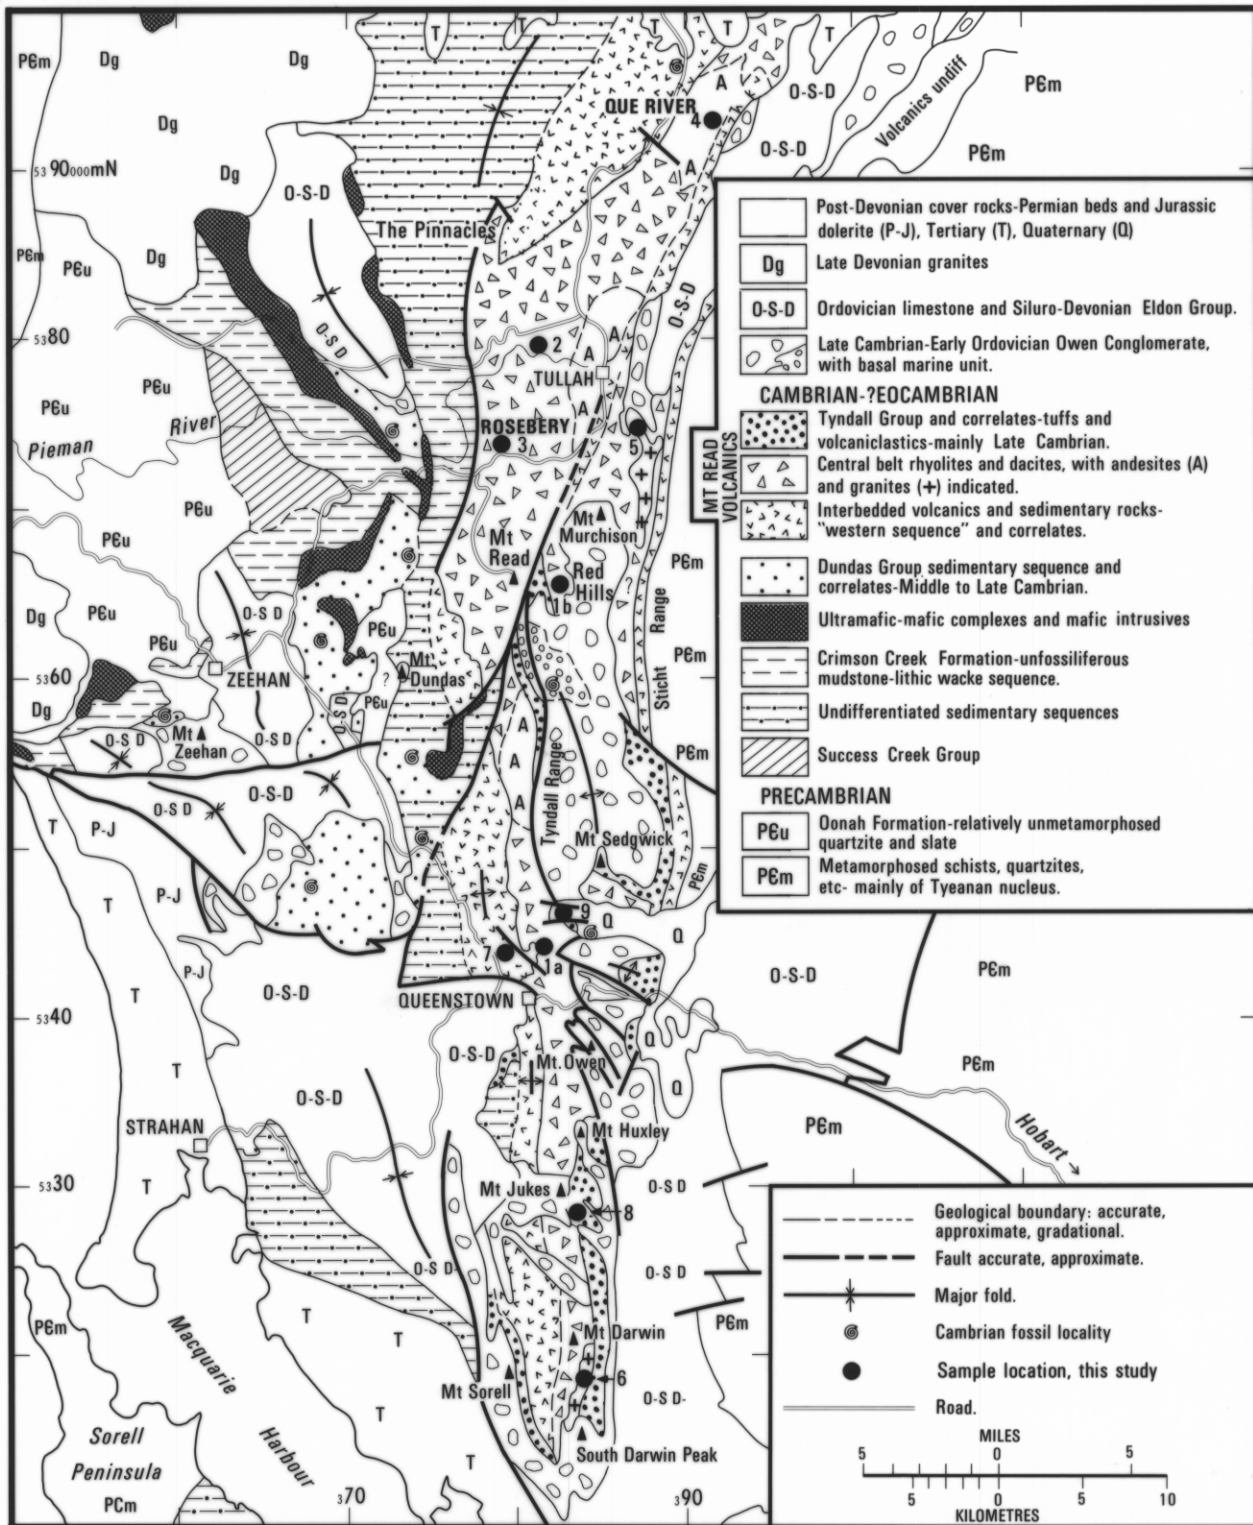 PЄm
Dg
Dg
T
T
T
T
A
O-S-D
Volcanics undiff
PЄm
QUE RIVER
4
O-S-D
PЄm
Dg
5390000mN
Dg
O-S-D
A
A
The Pinnacles
PЄm
PЄu
Dg
O-S-D
O-S-D
5380
2
A
A
TULLAH
A
PЄu
PЄu
River
Pieman
ROSEBERY
3
5
PЄu
PЄu
Mt
Read
Mt
Murchison
Red
Hills
1b
?
PЄm
Range
Sticht
PЄm
Dg
PЄu
PЄu
O-S-D
PЄu
ZEEHAN
?
Mt
Dundas
PЄu
O-S-D
5360
Dg
O-S-D
Mt
Zeehan
O-S-D
A
A
A
Tyndall Range
PЄm
T
P-J
O-S-D
O-S-D
Mt Sedgwick
PЄm
T
P-J
9
Q
Q
7
1a
P-J
T
O-S-D
QUEENSTOWN
O-S-D
PЄm
5340
T
O-S-D
Mt. Owen
Q
Q
PЄm
O-S-D
STRAHAN
Mt Huxley
PЄm
Hobart
5330
T
Mt Jukes
8
O-S-D
O-S-D-
O-S-D
T
T
PЄm
Macquarie
Harbour
Mt Darwin
PЄm
Mt Sorell
6
O-S-D-
T
Sorell
Peninsula
PCm
T
South Darwin Peak
370
390
Post-Devonian cover rocks-Permian beds and Jurassic
dolerite (P-J), Tertiary (T), Quaternary (Q)
Dg Late Devonian granites
O-S-D Ordovician limestone and Siluro-Devonian Eldon Group.
Late Cambrian-Early Ordovician Owen Conglomerate,
with basal marine unit.
CAMBRIAN-?EOCAMBRIAN
MT READ
VOLCANICS
Tyndall Group and correlates-tuffs and
volcaniclastics-mainly Late Cambrian.
Central belt rhyolites and dacites, with andesites (A)
and granites (+) indicated.
Interbedded volcanics and sedimentary rocks-
"western sequence" and correlates.
Dundas Group sedimentary sequence and
correlates-Middle to Late Cambrian.
Ultramafic-mafic complexes and mafic intrusives
Crimson Creek Formation-unfossiliferous
mudstone-lithic wacke sequence.
Undifferentiated sedimentary sequences
Success Creek Group
PRECAMBRIAN
PЄu Oonah Formation-relatively unmetamorphosed
quartzite and slate
PЄm Metamorphosed schists, quartzites,
etc- mainly of Tyeanan nucleus.
Geological boundary: accurate,
approximate, gradational.
Fault accurate, approximate.
Major fold.
Cambrian fossil locality
Sample location, this study
Road.
MILES
5 0 5
5 0 5 10
KILOMETRES